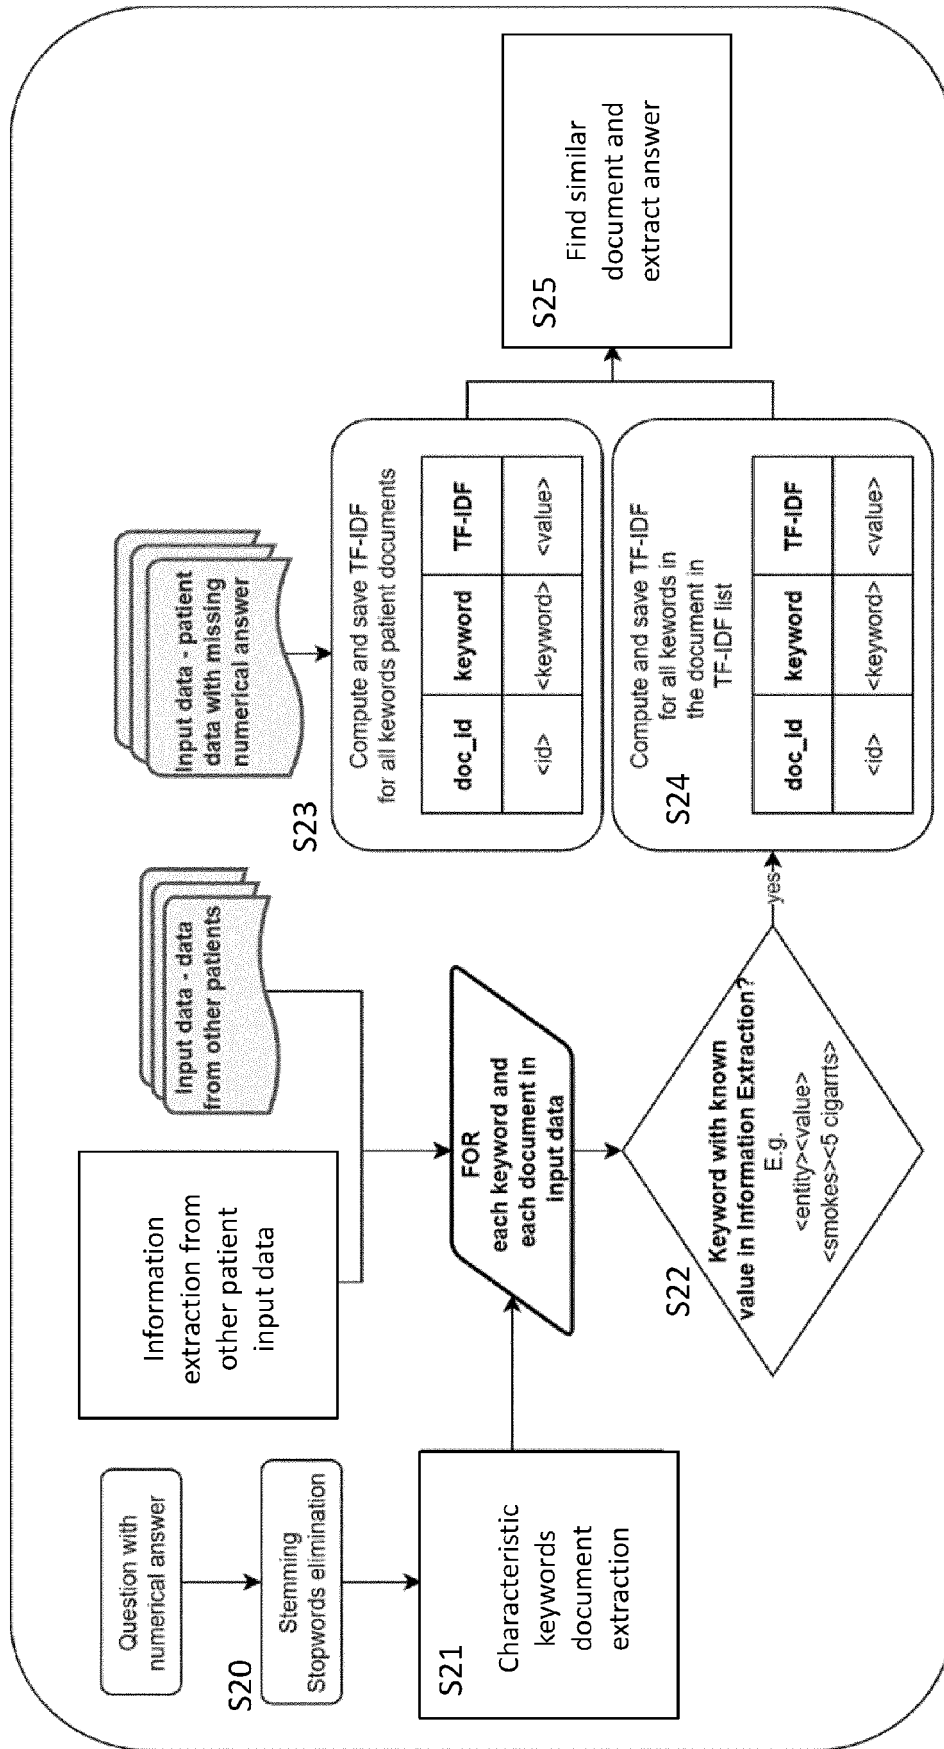 Question with
numerical answer
S20
Stemming
Stopwords elimination
S21
Characteristic
keywords
document
extraction
Information
extraction from
other patient
input data
Input data - data
from other patients
FOR
each keyword and
each document in
input data
S22
Keyword with known
value in Information Extraction?
E.g.
<entity><value>
<smokes><5 cigarrts>
yes
Input data - patient
data with missing
numerical answer
S23
Compute and save TF-IDF
for all kewords patient documents
doc_id keyword TF-IDF
<id> <keyword> <value>
S24
Compute and save TF-IDF
for all kewords in
the document in
TF-IDF list
doc_id keyword TF-IDF
<id> <keyword> <value>
S25
Find similar
document and
extract answer